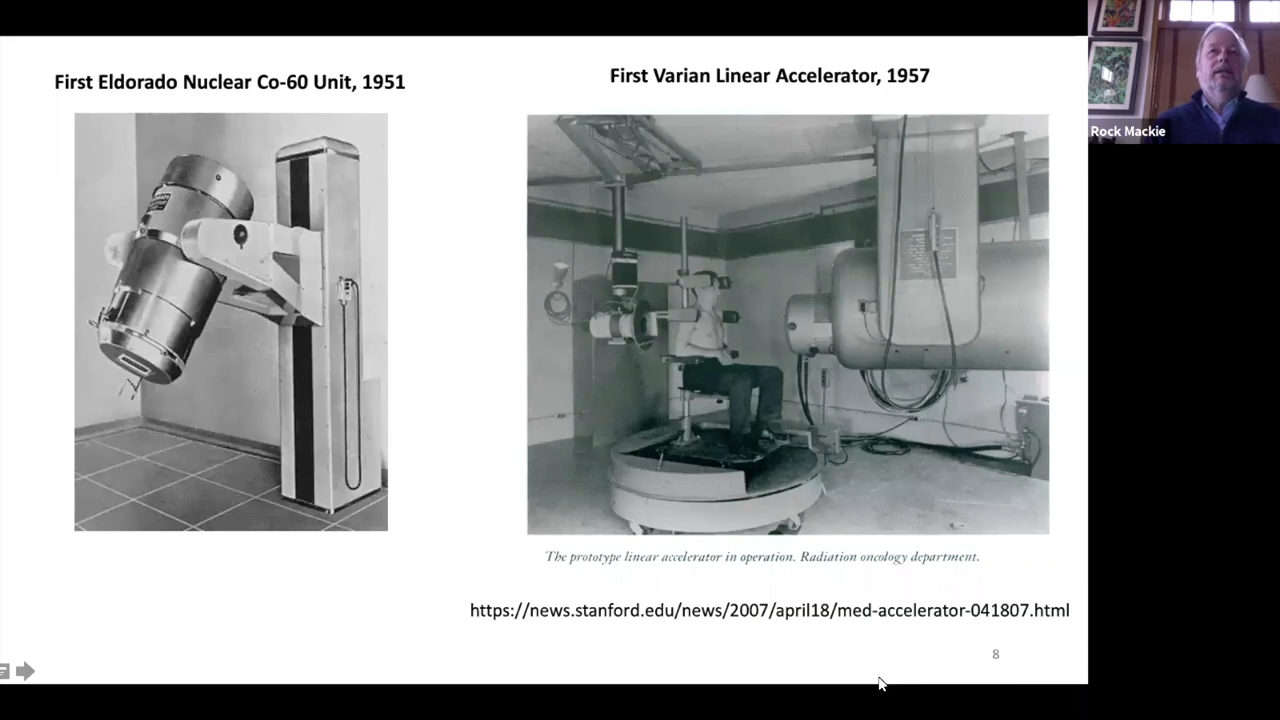 First Eldorado Nuclear Co-60 Unit, 1951
First Varian Linear Accelerator, 1957
Rock Mackie
The prototype linear accelerator in operation. Radiation oncology department.
https://news.stanford.edu/news/2007/april18/med-accelerator-041807.html
8